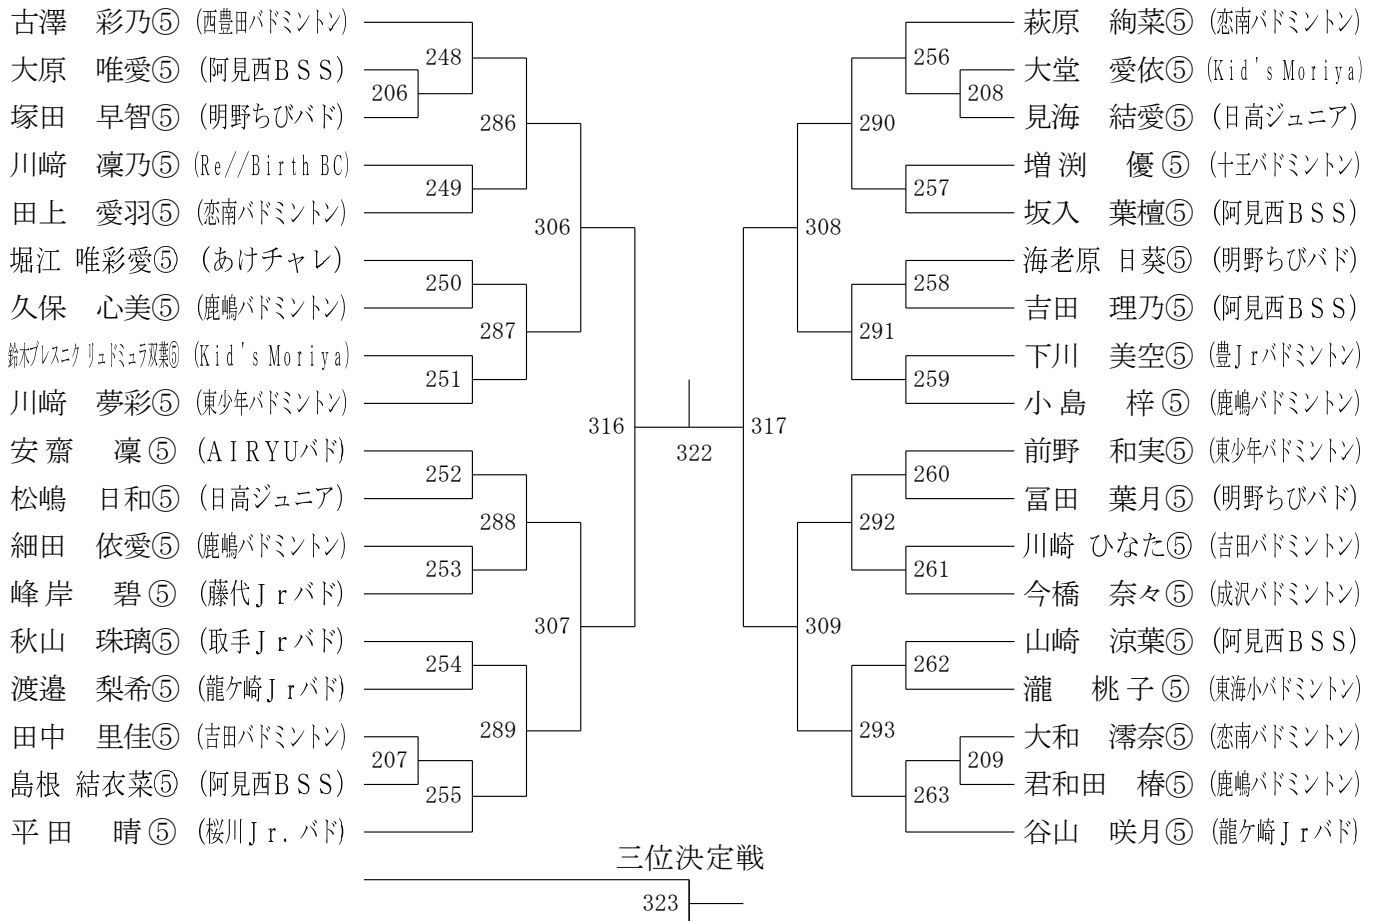 古澤 彩乃⑤ (西豊田バドミントン)
248
大原 唯愛⑤ (阿見西ＢＳＳ)
206
塚田 早智⑤ (明野ちびバド)
286
川﨑 凜乃⑤ (Re//Birth BC)
249
田上 愛羽⑤ (恋南バドミントン)
306
堀江 唯彩愛⑤ (あけチャレ)
250
久保 心美⑤ (鹿嶋バドミントン)
287
鈴木ブレスニク リュドミュラ双葉⑤ (Kid's Moriya)
251
川﨑 夢彩⑤ (東少年バドミントン)
316
安齋 凜⑤ (ＡＩＲＹＵバド)
252
松嶋 日和⑤ (日高ジュニア)
288
細田 依愛⑤ (鹿嶋バドミントン)
253
峰岸 碧⑤ (藤代Ｊｒバド)
307
秋山 珠璃⑤ (取手Ｊｒバド)
254
渡邉 梨希⑤ (龍ケ崎Ｊｒバド)
289
田中 里佳⑤ (吉田バドミントン)
207
島根 結衣菜⑤ (阿見西ＢＳＳ)
255
平田 晴⑤ (桜川Ｊｒ.バド)
322
萩原 絢菜⑤ (恋南バドミントン)
256
大堂 愛依⑤ (Kid's Moriya)
208
見海 結愛⑤ (日高ジュニア)
290
増渕 優⑤ (十王バドミントン)
257
坂入 葉檀⑤ (阿見西ＢＳＳ)
308
海老原 日葵⑤ (明野ちびバド)
258
吉田 理乃⑤ (阿見西ＢＳＳ)
291
下川 美空⑤ (豊Ｊｒバドミントン)
259
小島 梓⑤ (鹿嶋バドミントン)
317
前野 和実⑤ (東少年バドミントン)
260
冨田 葉月⑤ (明野ちびバド)
292
川崎 ひなた⑤ (吉田バドミントン)
261
今橋 奈々⑤ (成沢バドミントン)
309
山崎 涼葉⑤ (阿見西ＢＳＳ)
262
瀧 桃子⑤ (東海小バドミントン)
293
大和 澪奈⑤ (恋南バドミントン)
209
君和田 椿⑤ (鹿嶋バドミントン)
263
谷山 咲月⑤ (龍ケ崎Ｊｒバド)
三位決定戦
323